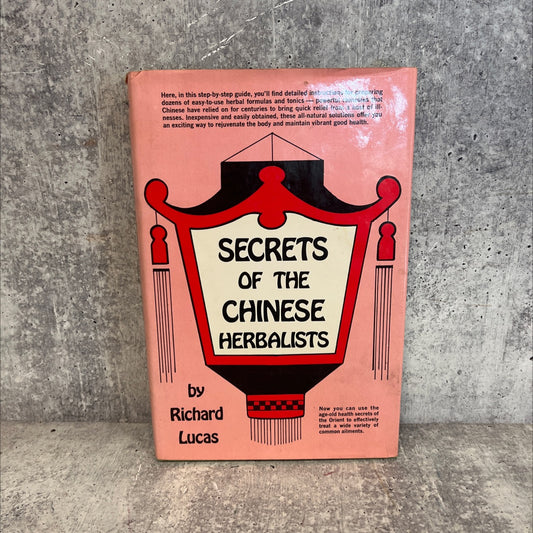 Here, in this step-by-step guide, you'll find detailed instructions for preparing
dozens of easy-to-use herbal formulas and tonics — powerful that
Chinese have relied on for centuries to bring quick relief from a host of ill-
nesses. Inexpensive and easily obtained, these all-natural solutions offer you
an exciting way to rejuvenate the body and maintain vibrant good health.
SECRETS
OF THE
CHINESE
HERBALISTS
by
Richard
Lucas
Now you can use the
age-old health secrets of
the Orient to effectively
treat a wide variety of
common ailments.